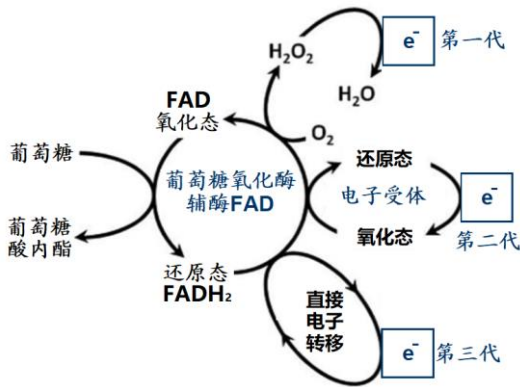 e⁻ 第一代
H₂O₂
H₂O
FAD
氧化态
O₂
葡萄糖
葡萄糖氧化酶
辅酶FAD
还原态
电子受体
氧化态
e⁻
第二代
葡萄糖
酸内酯
还原态
FADH₂
直接
电子
转移
e⁻ 第三代